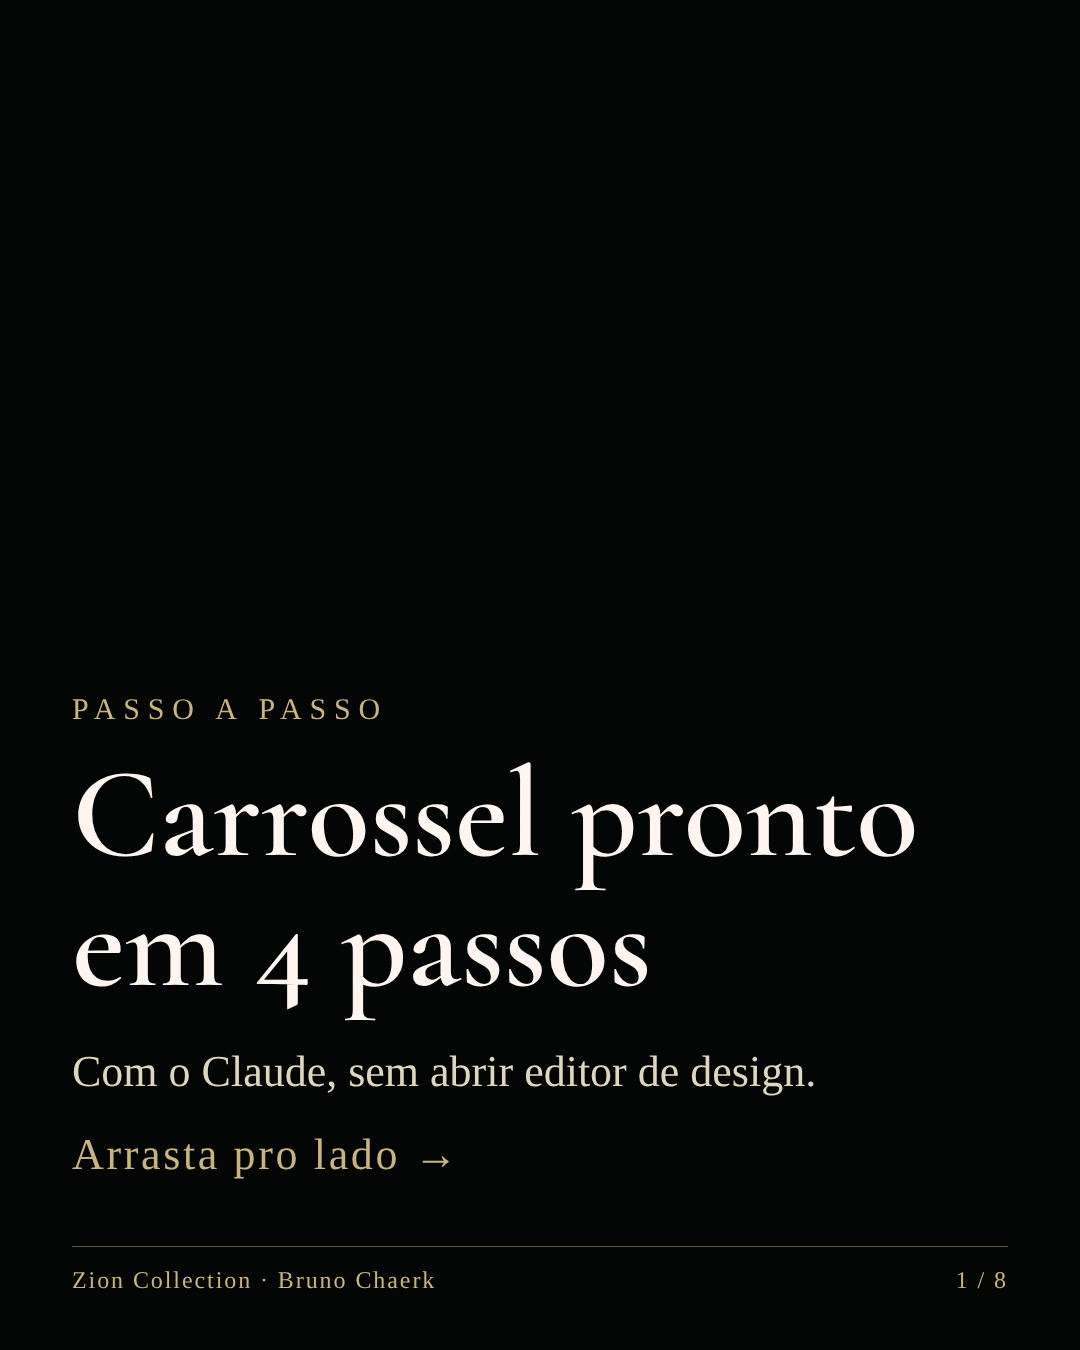 PASSO A PASSO
Carrossel pronto
em 4 passos
Com o Claude, sem abrir editor de design.
Arrasta pro lado →
Zion Collection · Bruno Chaerk
1 / 8